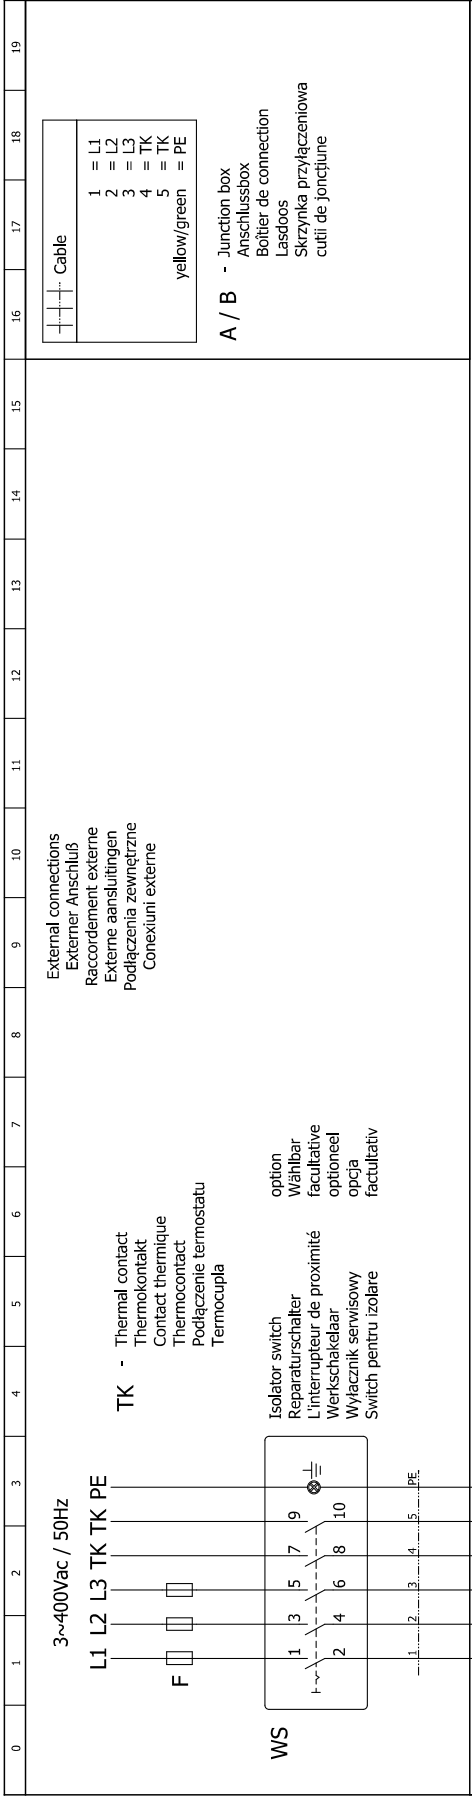 0 1 2 3 4 5 6 7 8 9 10 11 12 13 14 15 16 17 18 19
3~400Vac / 50Hz
L1 L2 L3 TK TK PE
F
TK - Thermal contact
Thermokontakt
Contact thermique
Thermocontact
Podłączenie termostatu
Termocupla
External connections
Externer Anschluß
Raccordement externe
Externe aansluitingen
Podłączenia zewnętrzne
Conexiuni externe
Cable
1 = L1
2 = L2
3 = L3
4 = TK
5 = TK
yellow/green = PE
A / B - Junction box
Anschlussbox
Boîtier de connection
Lasdoos
Skrzynka przyłączeniowa
cutii de joncţiune
WS
1 3 5 7 9
2 4 6 8 10
Isolator switch option
Reparaturschalter Wählbar
L'interrupteur de proximité facultative
Werkschakelaar optioneel
Wyłacznik serwisowy opcja
Switch pentru izolare factultativ
1 2 3 4 5 PE